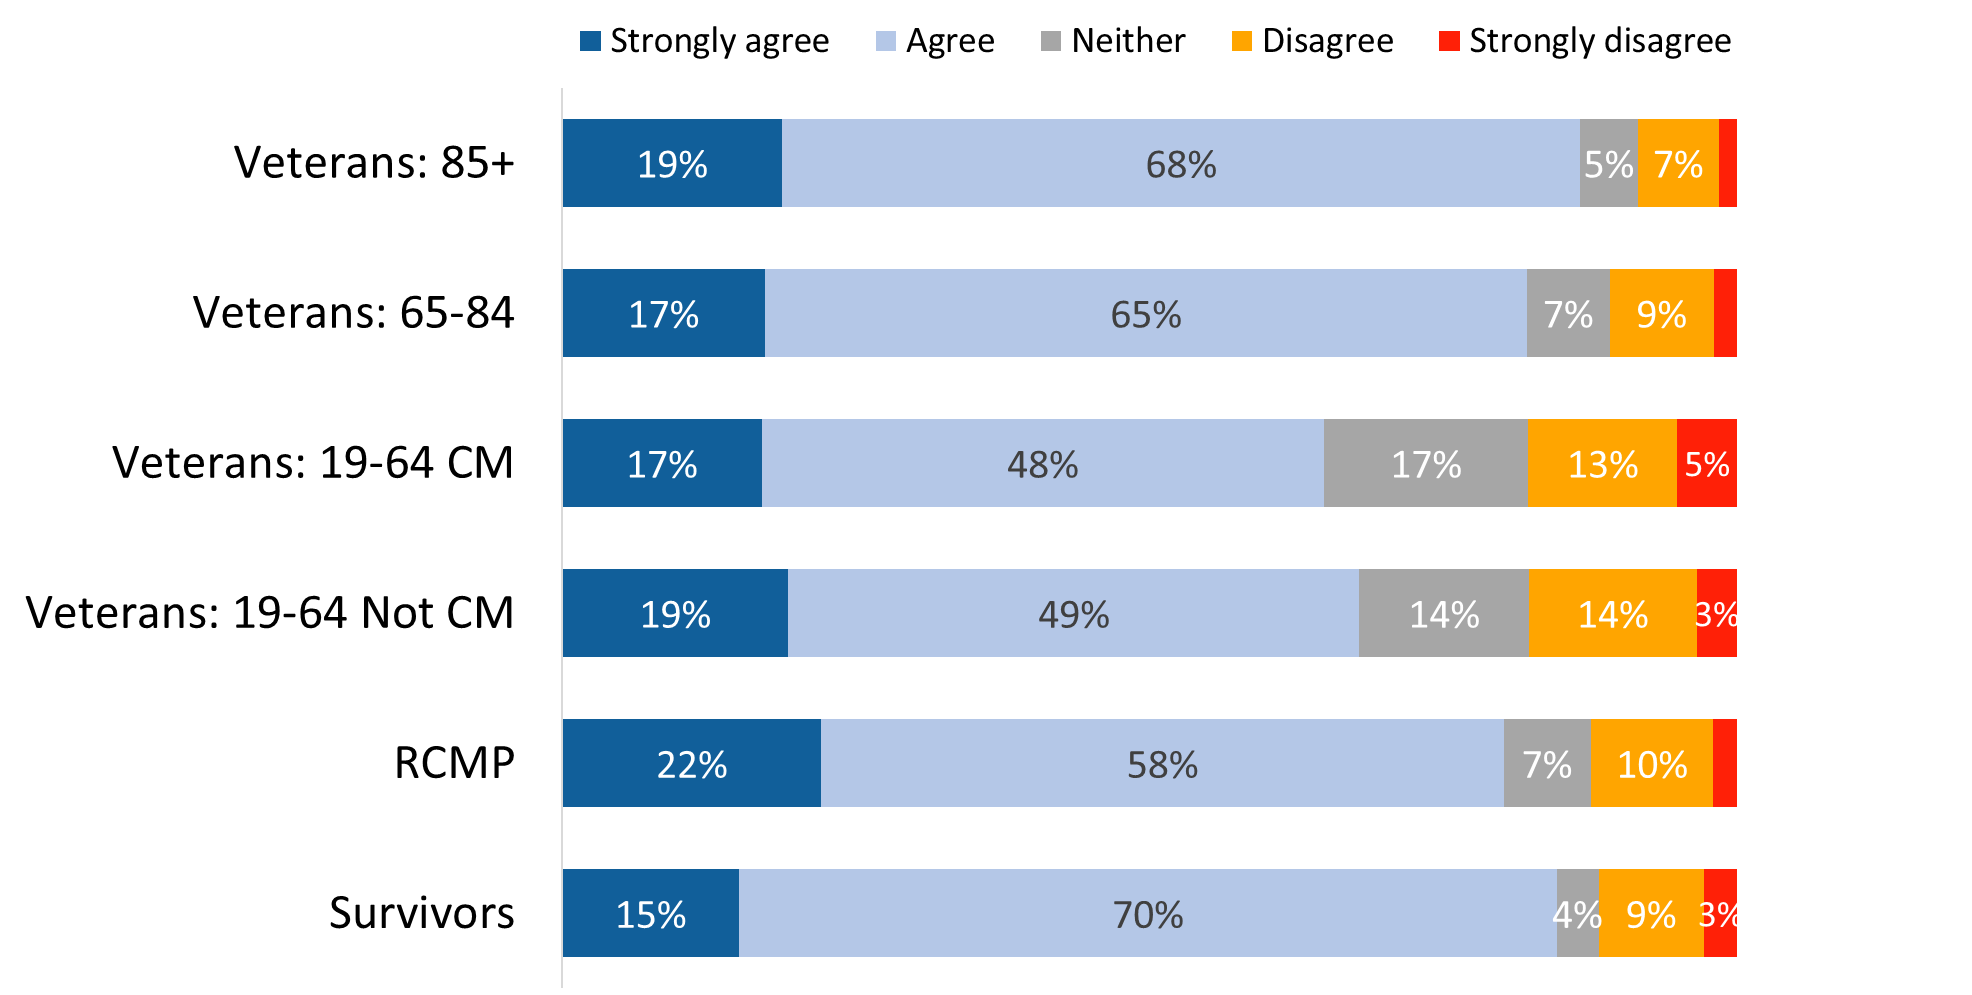 Strongly agree Agree Neither Disagree Strongly disagree
Veterans: 85+ 19% 68% 5% 7%
Veterans: 65-84 17% 65% 7% 9%
Veterans: 19-64 CM 17% 48% 17% 13% 5%
Veterans: 19-64 Not CM 19% 49% 14% 14% 3%
RCMP 22% 58% 7% 10%
Survivors 15% 70% 4% 9% 3%